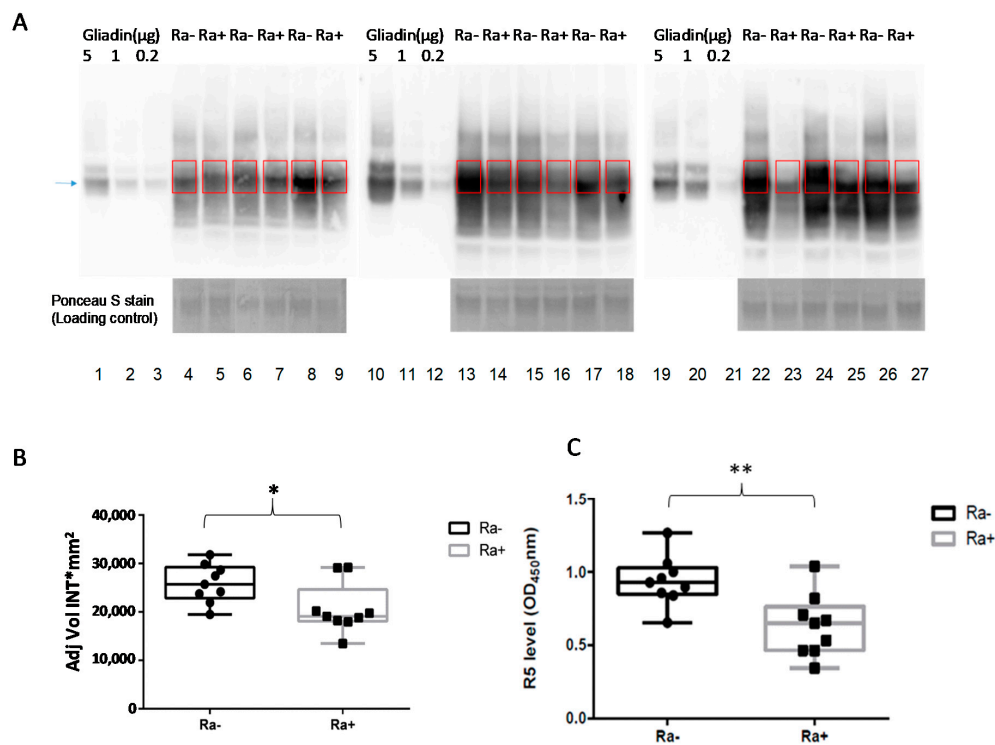 A
Gliadin(µg) Ra- Ra+ Ra- Ra+ Ra- Ra+ Gliadin(µg) Ra- Ra+ Ra- Ra+ Ra- Ra+ Gliadin(µg) Ra- Ra+ Ra- Ra+ Ra- Ra+
5 1 0.2 5 1 0.2 5 1 0.2
Ponceau S stain
(Loading control)
1 2 3 4 5 6 7 8 9 10 11 12 13 14 15 16 17 18 19 20 21 22 23 24 25 26 27
B
*
Adj Vol INT*mm²
40,000
30,000
20,000
10,000
0
Ra- Ra+
Ra-
Ra+
C
**
R5 level (OD₄₅₀nm)
1.5
1.0
0.5
0.0
Ra- Ra+
Ra-
Ra+